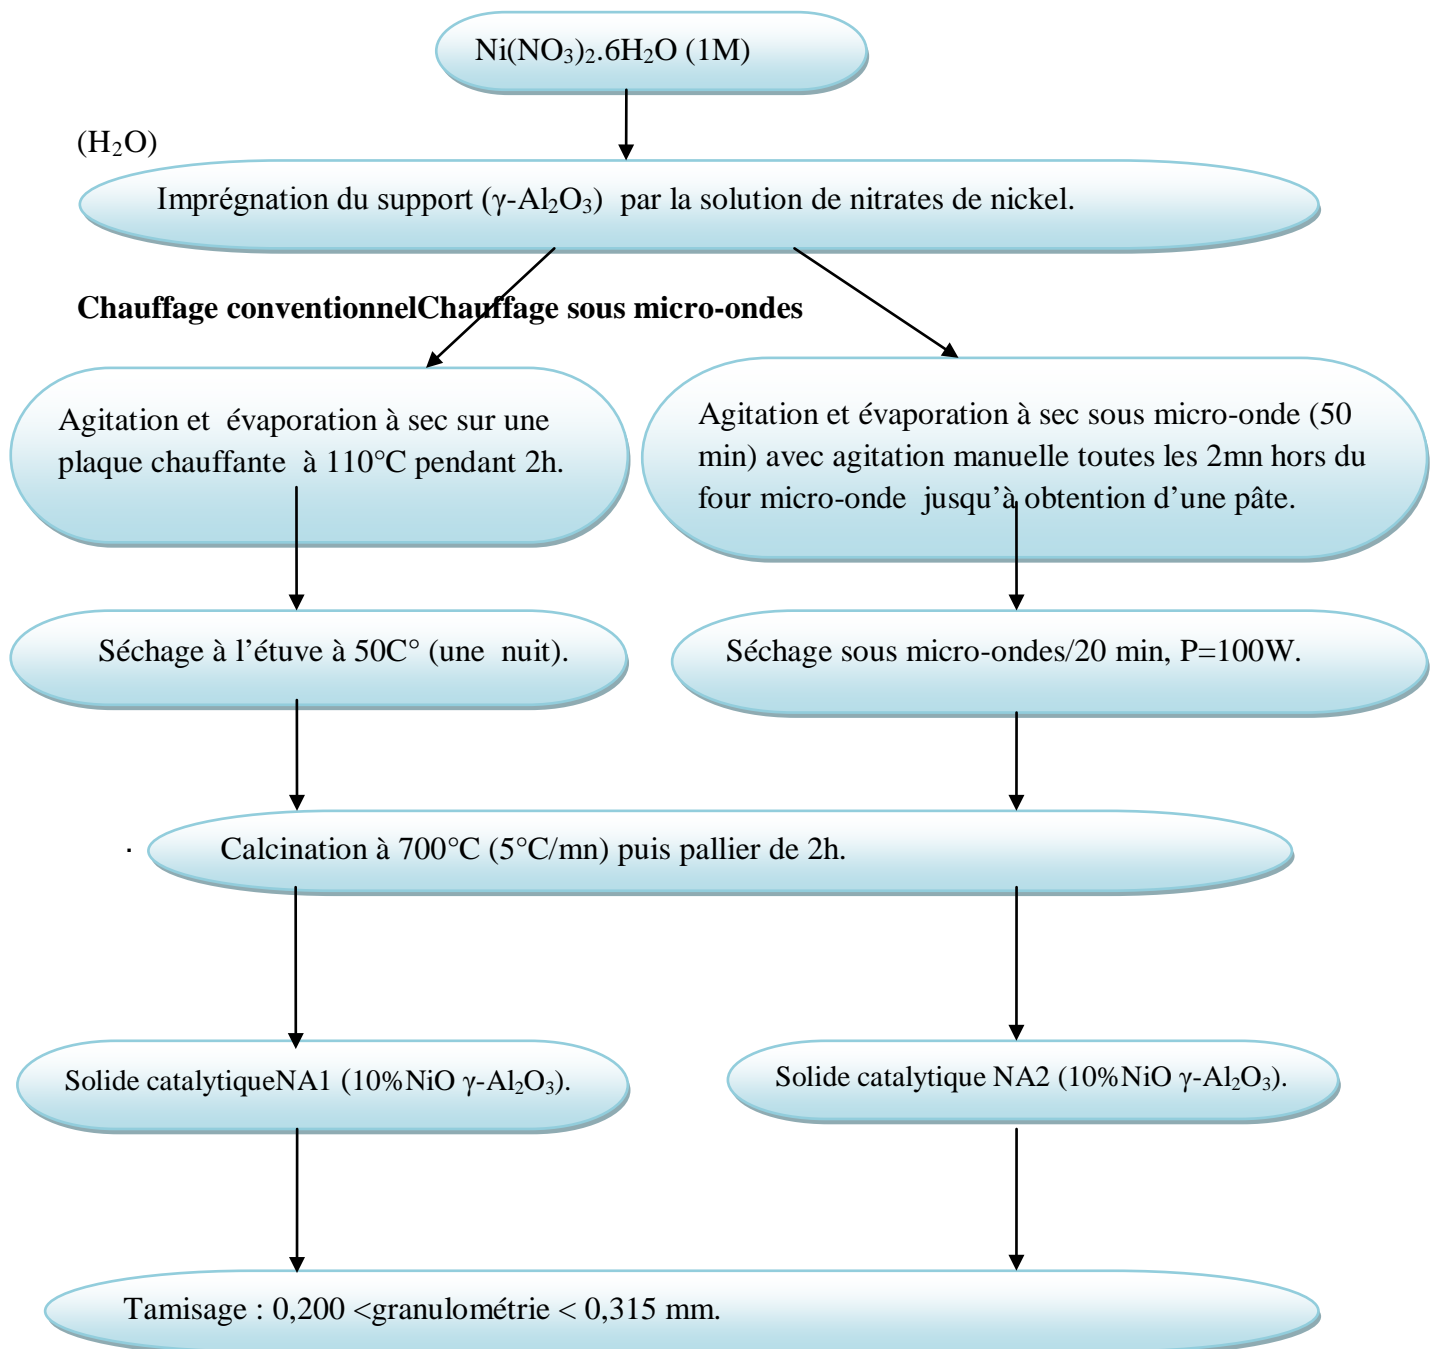 Ni(NO₃)₂.6H₂O (1M)
(H₂O)
Imprégnation du support (γ-Al₂O₃) par la solution de nitrates de nickel.
Chauffage conventionnelChauffage sous micro-ondes
Agitation et évaporation à sec sur une
plaque chauffante à 110°C pendant 2h.
Agitation et évaporation à sec sous micro-onde (50
min) avec agitation manuelle toutes les 2mn hors du
four micro-onde jusqu’à obtention d’une pâte.
Séchage à l’étuve à 50C° (une nuit).
Séchage sous micro-ondes/20 min, P=100W.
. Calcination à 700°C (5°C/mn) puis pallier de 2h.
Solide catalytiqueNA1 (10%NiO γ-Al₂O₃).
Solide catalytique NA2 (10%NiO γ-Al₂O₃).
Tamisage : 0,200 <granulométrie < 0,315 mm.